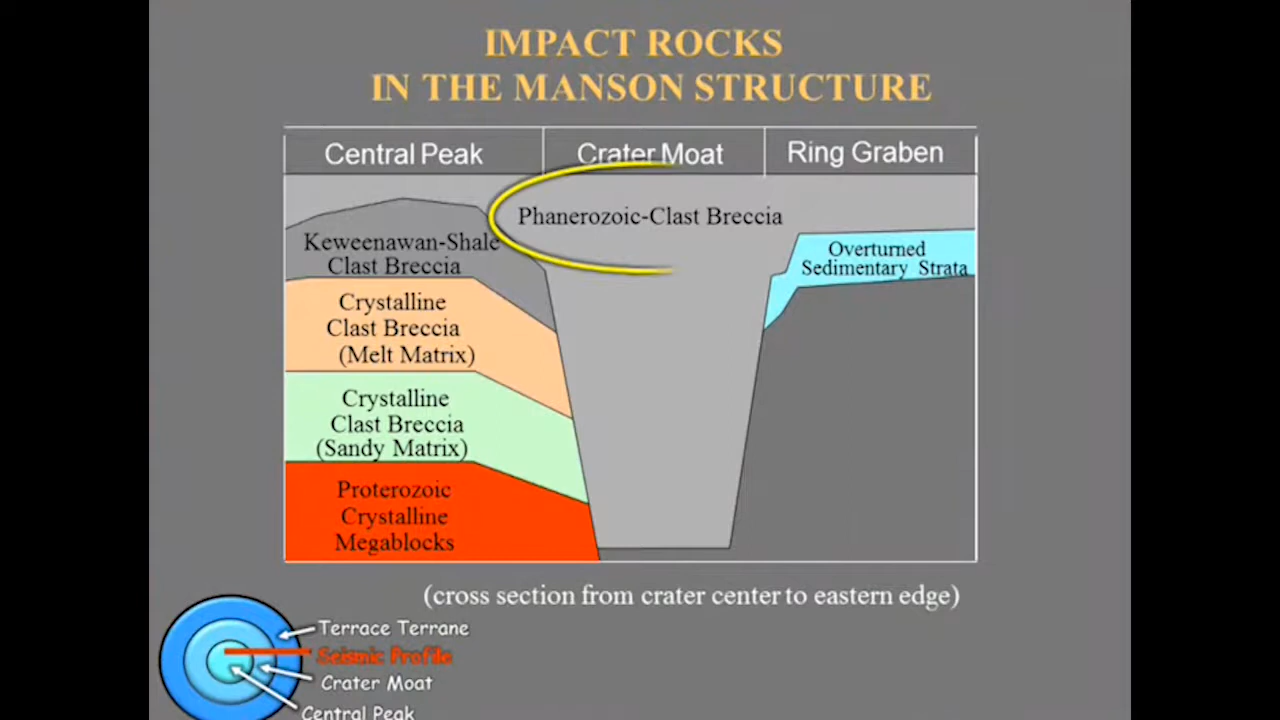 IMPACT ROCKS
IN THE MANSON STRUCTURE
Central Peak
Crater Moat
Ring Graben
Phanerozoic-Clast Breccia
Keweenawan-Shale
Clast Breccia
Overturned
Sedimentary Strata
Crystalline
Clast Breccia
(Melt Matrix)
Crystalline
Clast Breccia
(Sandy Matrix)
Proterozoic
Crystalline
Megablocks
(cross section from crater center to eastern edge)
Terrace Terrane
Seismic Profile
Crater Moat
Central Peak